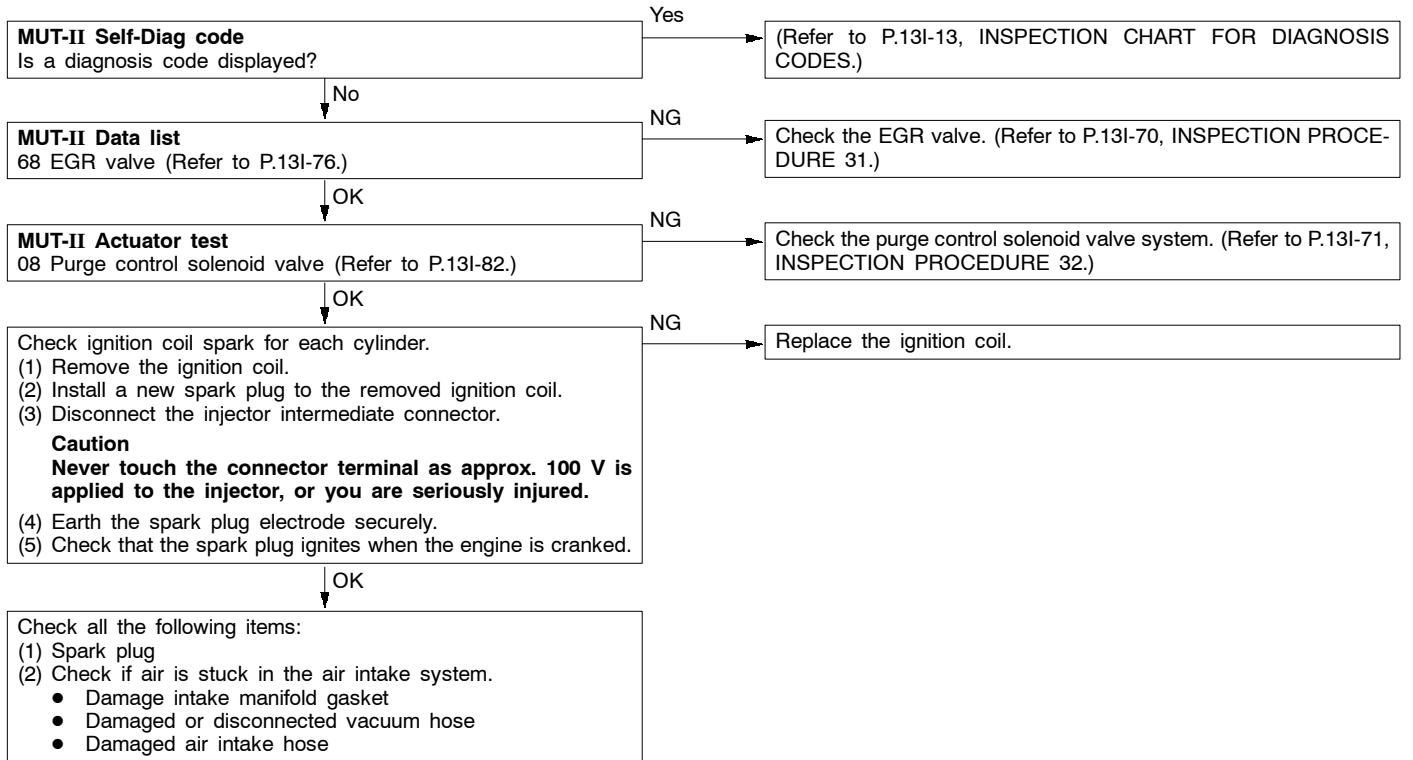 MUT-II Self-Diag code
Is a diagnosis code displayed?
Yes
(Refer to P.13I-13, INSPECTION CHART FOR DIAGNOSIS
CODES.)
No
MUT-II Data list
68 EGR valve (Refer to P.13I-76.)
NG
Check the EGR valve. (Refer to P.13I-70, INSPECTION PROCE-
DURE 31.)
OK
MUT-II Actuator test
08 Purge control solenoid valve (Refer to P.13I-82.)
NG
Check the purge control solenoid valve system. (Refer to P.13I-71,
INSPECTION PROCEDURE 32.)
OK
Check ignition coil spark for each cylinder.
(1) Remove the ignition coil.
(2) Install a new spark plug to the removed ignition coil.
(3) Disconnect the injector intermediate connector.
Caution
Never touch the connector terminal as approx. 100 V is
applied to the injector, or you are seriously injured.
(4) Earth the spark plug electrode securely.
(5) Check that the spark plug ignites when the engine is cranked.
NG
Replace the ignition coil.
OK
Check all the following items:
(1) Spark plug
(2) Check if air is stuck in the air intake system.
● Damage intake manifold gasket
● Damaged or disconnected vacuum hose
● Damaged air intake hose